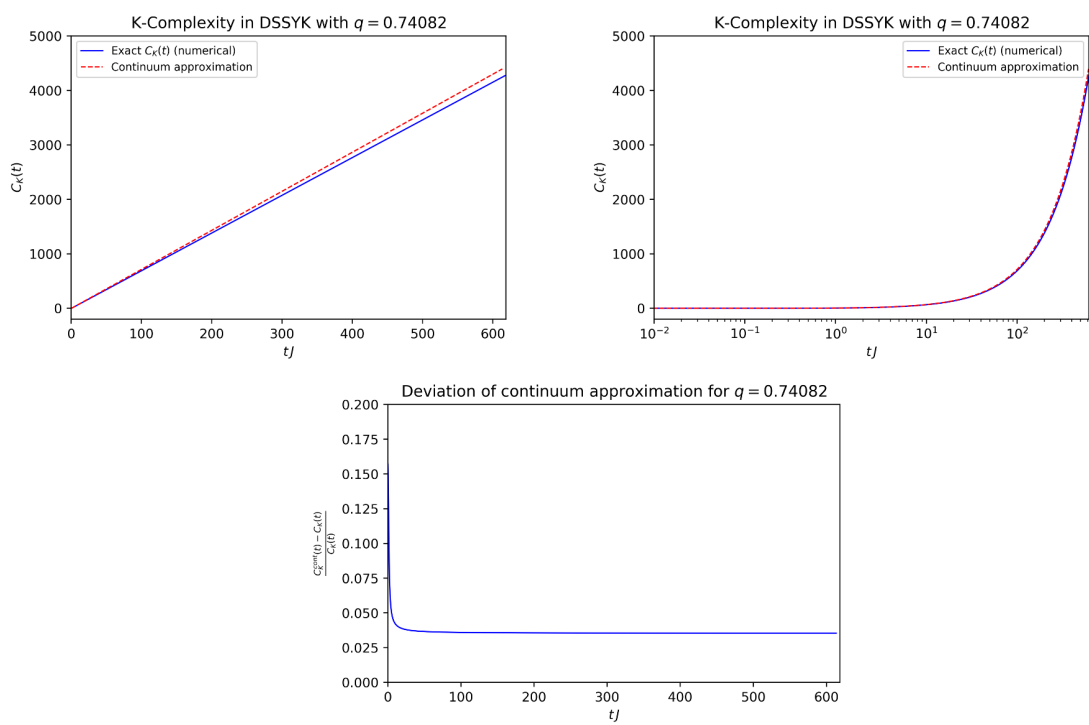 K-Complexity in DSSYK with q = 0.74082
5000
4000
3000
2000
1000
0
C_K(t)
Exact C_K(t) (numerical)
Continuum approximation
0 100 200 300 400 500 600
t J
K-Complexity in DSSYK with q = 0.74082
5000
4000
3000
2000
1000
0
C_K(t)
Exact C_K(t) (numerical)
Continuum approximation
10^{-2} 10^{-1} 10^0 10^1 10^2
t J
Deviation of continuum approximation for q = 0.74082
0.200
0.175
0.150
0.125
0.100
0.075
0.050
0.025
0.000
\frac{C_K^{cont}(t) - C_K(t)}{C_K(t)}
0 100 200 300 400 500 600
t J